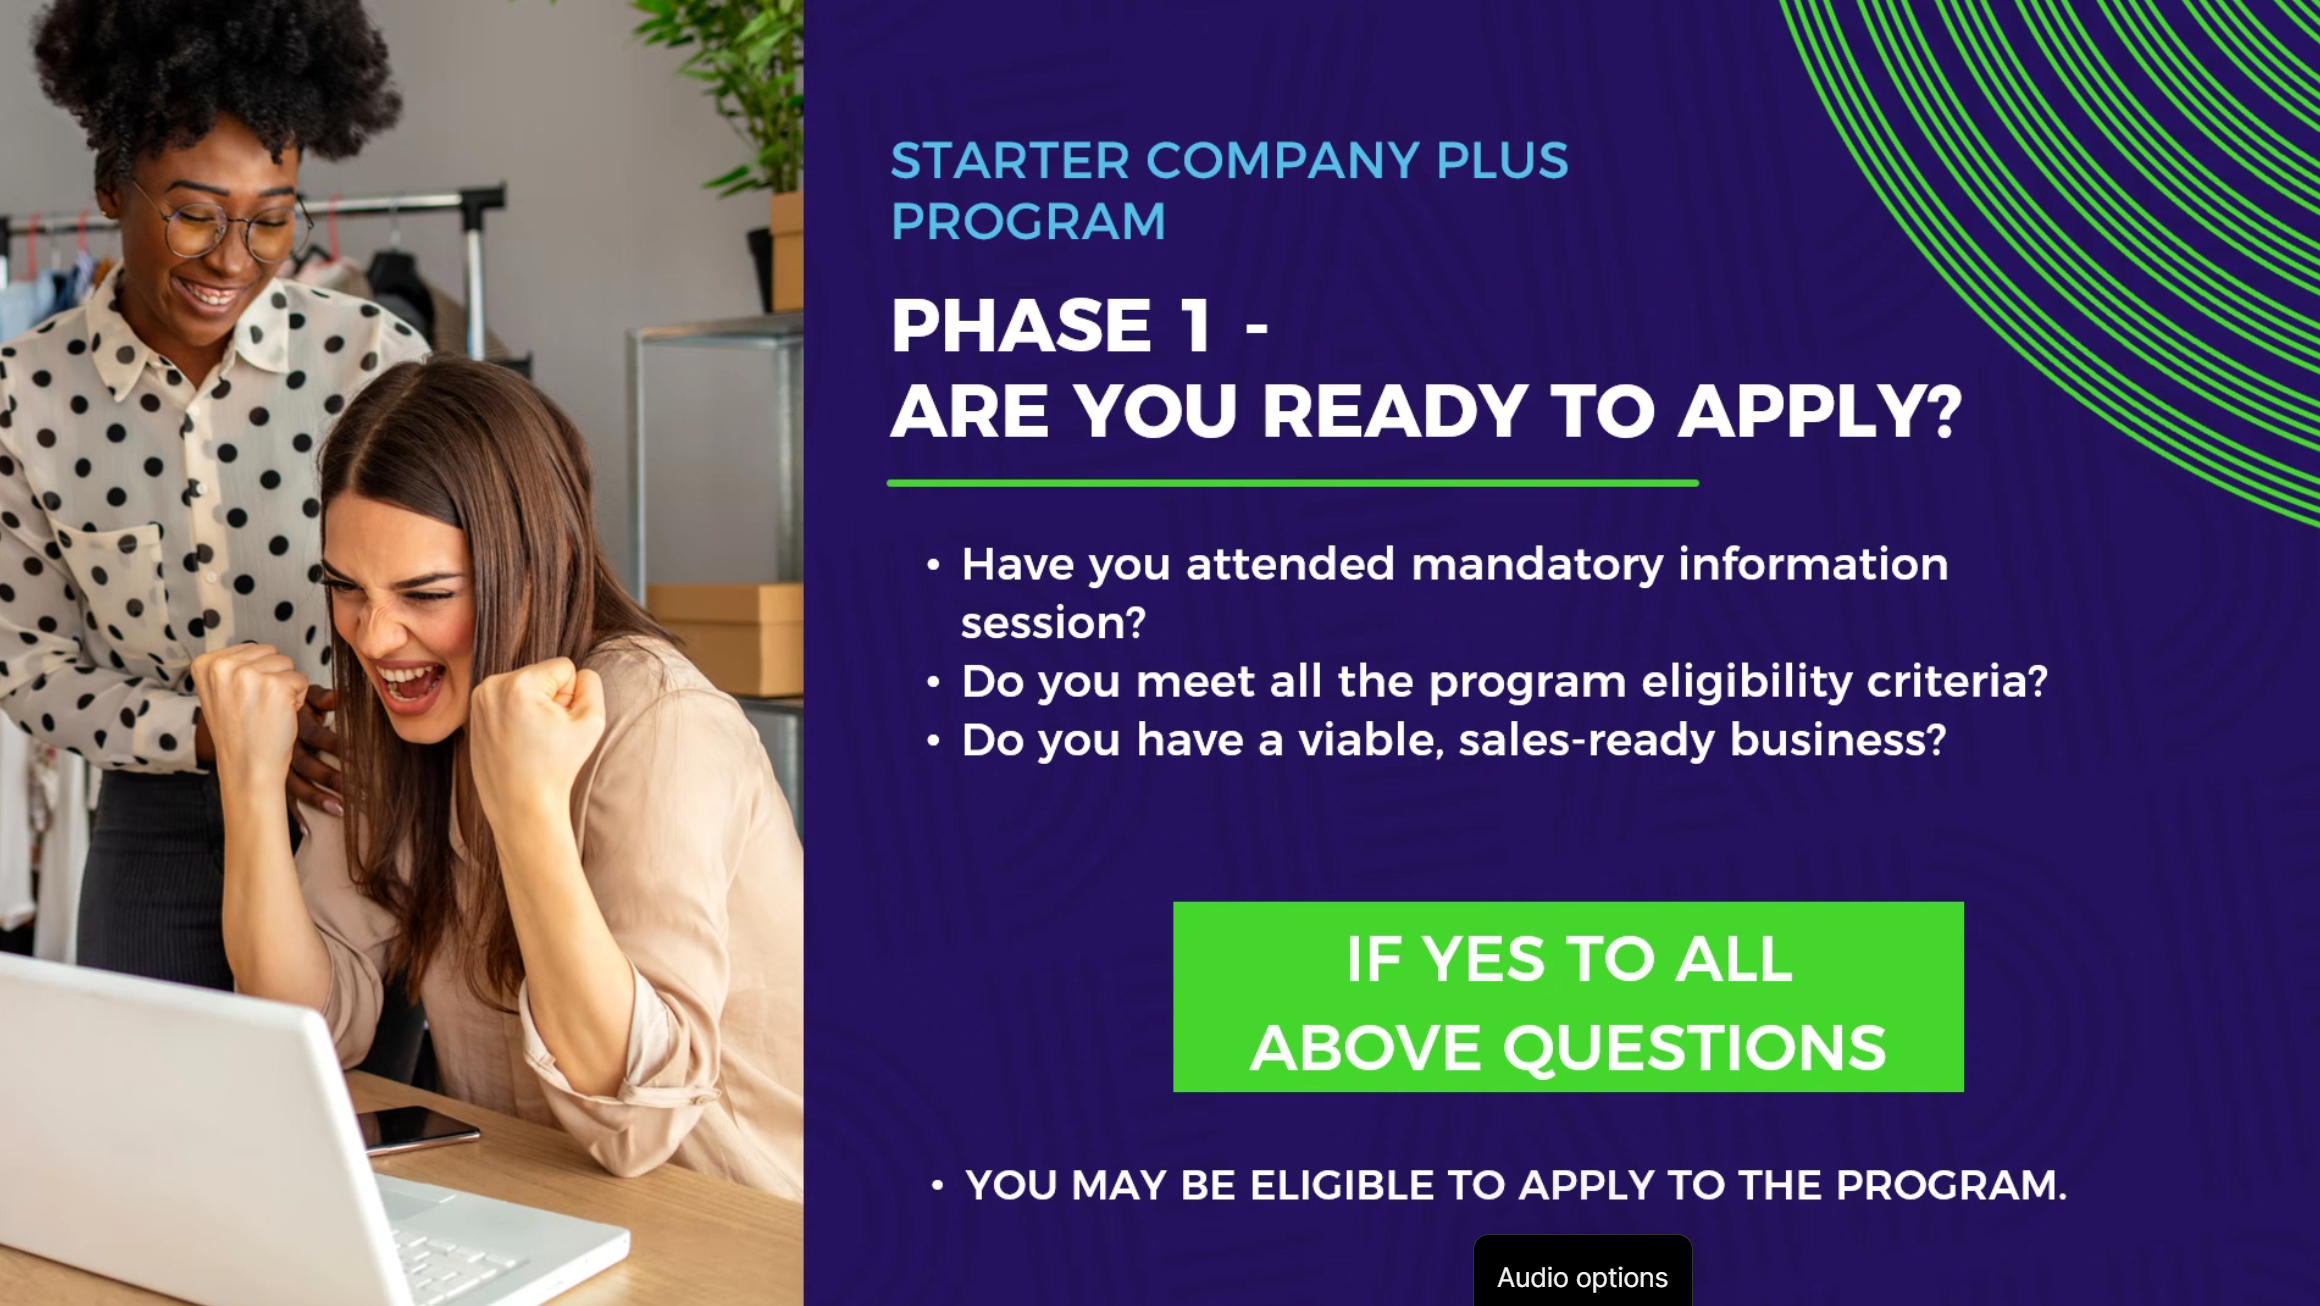 STARTER COMPANY PLUS
PROGRAM
PHASE 1 -
ARE YOU READY TO APPLY?
• Have you attended mandatory information
session?
• Do you meet all the program eligibility criteria?
• Do you have a viable, sales-ready business?
IF YES TO ALL
ABOVE QUESTIONS
• YOU MAY BE ELIGIBLE TO APPLY TO THE PROGRAM.
Audio options